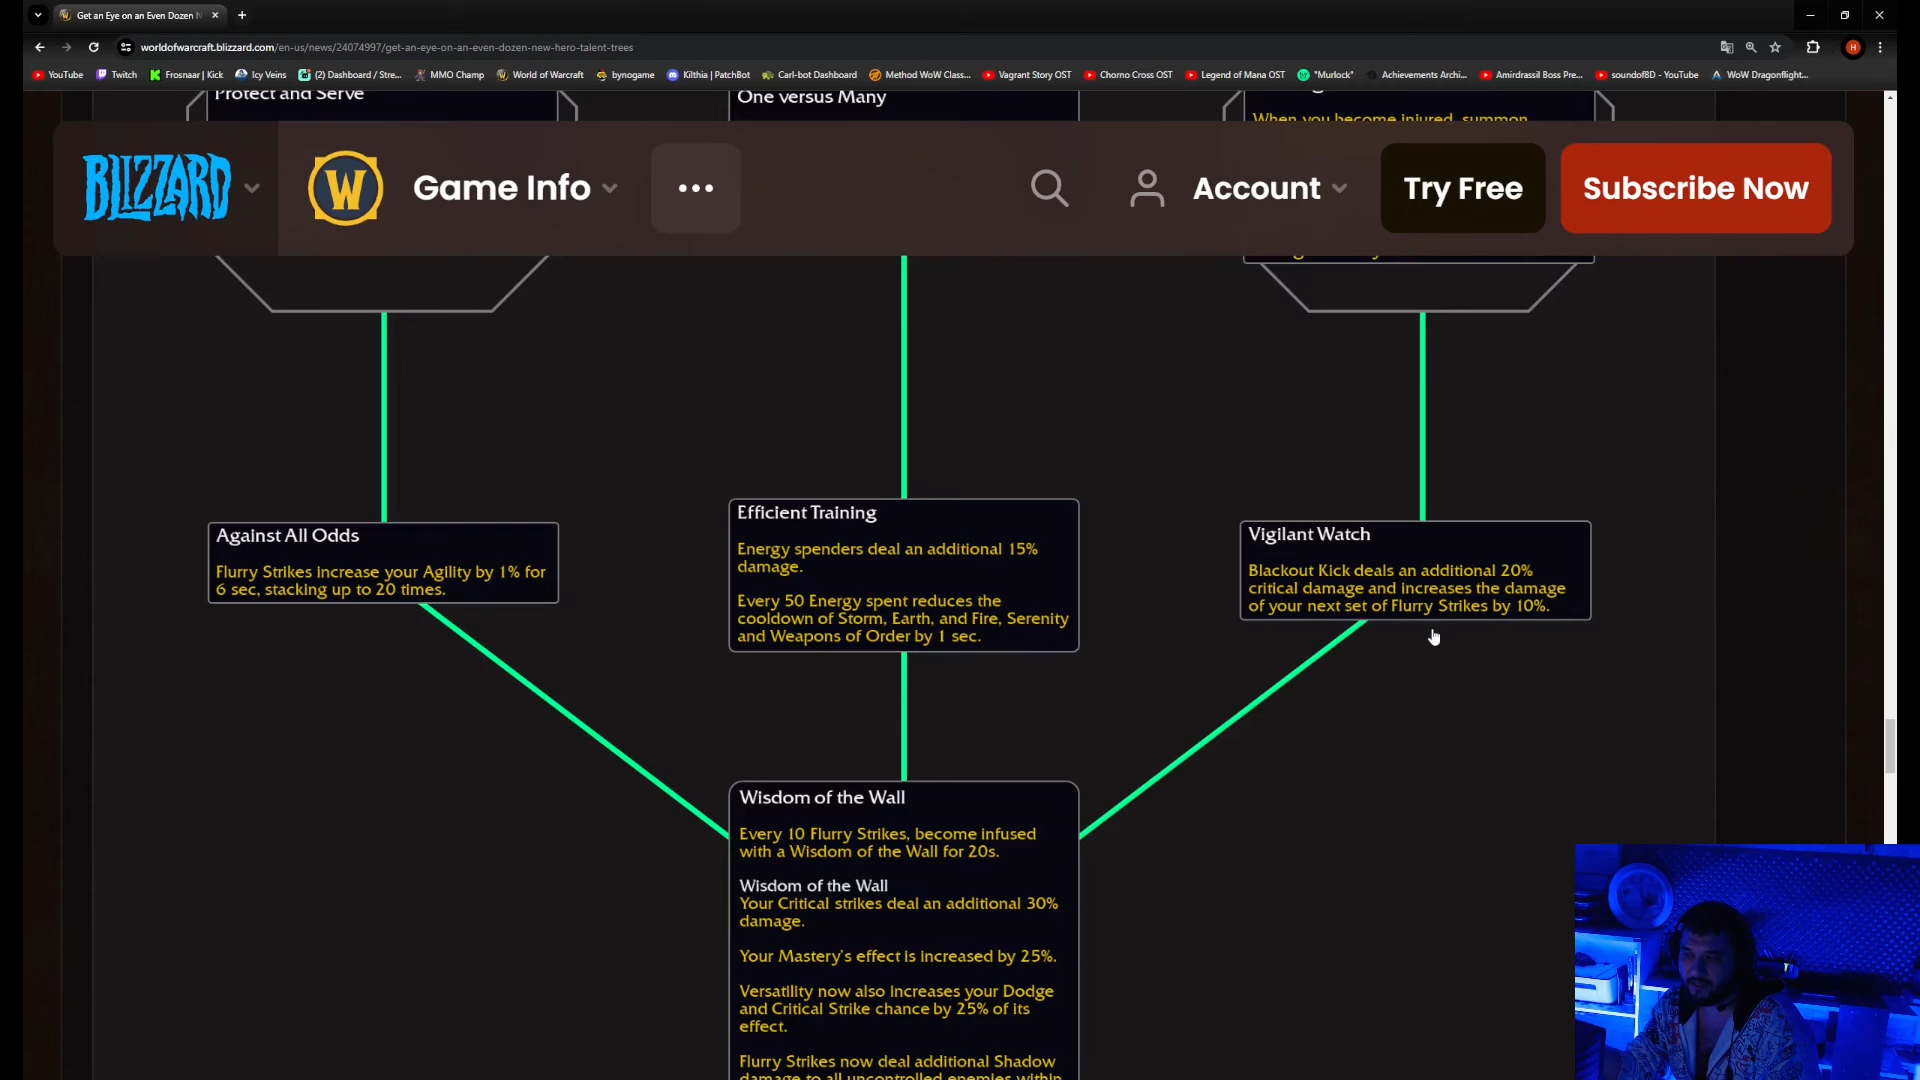 Get an Eye on an Even Dozen N
worldofwarcraft.blizzard.com/en-us/news/24074997/get-an-eye-on-an-even-dozen-new-hero-talent-trees
H
YouTube
Twitch
Frosnaar | Kick
Icy Veins
(2) Dashboard / Stre...
MMO Champ
World of Warcraft
bynogame
Kilthia | PatchBot
Carl-bot Dashboard
Method WoW Clas...
Vagrant Story OST
Chorno Cross OST
Legend of Mana OST
"Murlock"
Achievements Archi...
Amirdrassil Boss Pre...
soundof8D - YouTube
WoW Dragonflight...
Protect and Serve
One versus Many
When you become injured, summon
BLIZZARD
W
Game Info
Account
Try Free
Subscribe Now
Against All Odds
Flurry Strikes increase your Agility by 1% for
6 sec, stacking up to 20 times.
Efficient Training
Energy spenders deal an additional 15%
damage.
Every 50 Energy spent reduces the
cooldown of Storm, Earth, and Fire, Serenity
and Weapons of Order by 1 sec.
Vigilant Watch
Blackout Kick deals an additional 20%
critical damage and increases the damage
of your next set of Flurry Strikes by 10%.
Wisdom of the Wall
Every 10 Flurry Strikes, become infused
with a Wisdom of the Wall for 20s.
Wisdom of the Wall
Your Critical strikes deal an additional 30%
damage.
Your Mastery's effect is increased by 25%.
Versatility now also increases your Dodge
and Critical Strike chance by 25% of its
effect.
Flurry Strikes now deal additional Shadow
damage to all uncontrolled enemies within